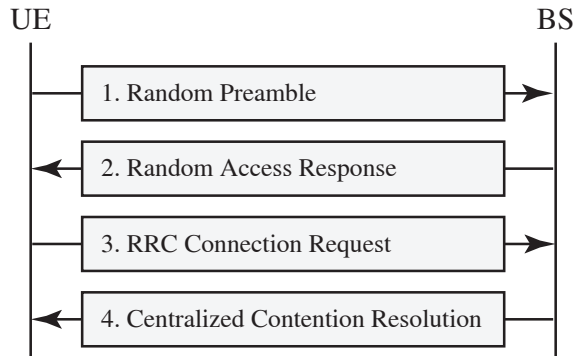 UE
BS
1. Random Preamble
2. Random Access Response
3. RRC Connection Request
4. Centralized Contention Resolution